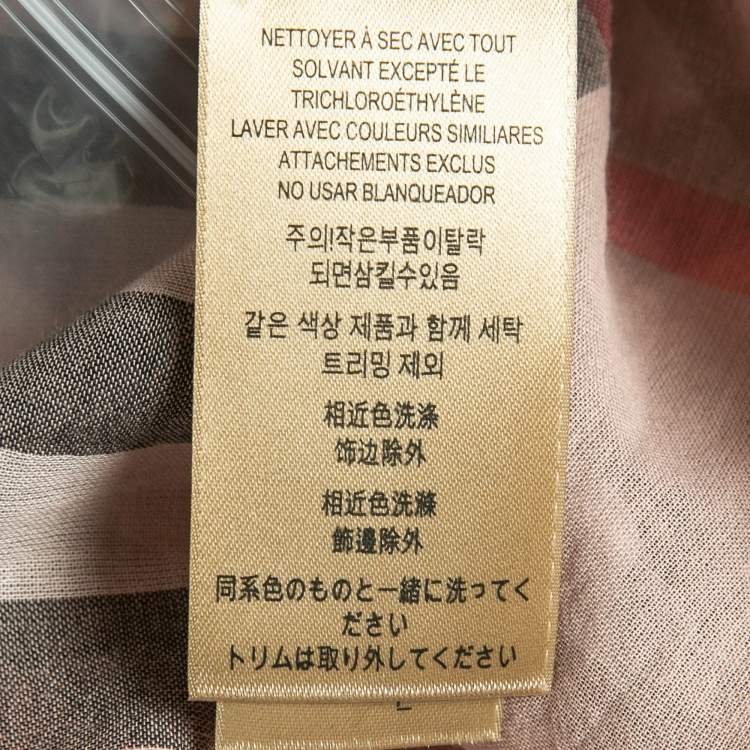 NETTOYER À SEC AVEC TOUT
SOLVANT EXCEPTÉ LE
TRICHLOROÉTHYLÈNE
LAVER AVEC COULEURS SIMILIARES
ATTACHEMENTS EXCLUS
NO USAR BLANQUEADOR
주의!작은부품이탈락
되면삼킬수있음
같은 색상 제품과 함께 세탁
트리밍 제외
相近色洗涤
饰边除外
相近色洗滌
飾邊除外
同系色のものと一緒に洗ってく
ださい
トリムは取り外してください